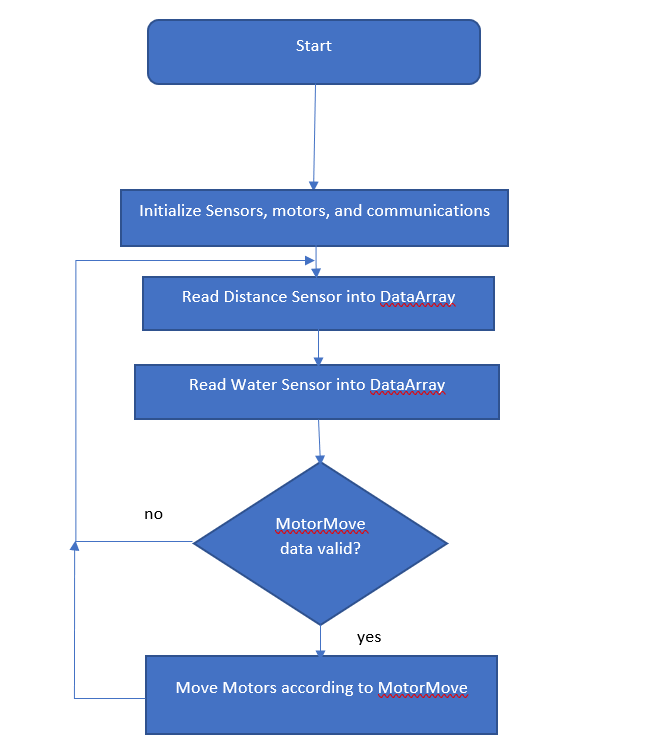 Start
Initialize Sensors, motors, and communications
Read Distance Sensor into DataArray
Read Water Sensor into DataArray
MotorMove
data valid?
no
yes
Move Motors according to MotorMove